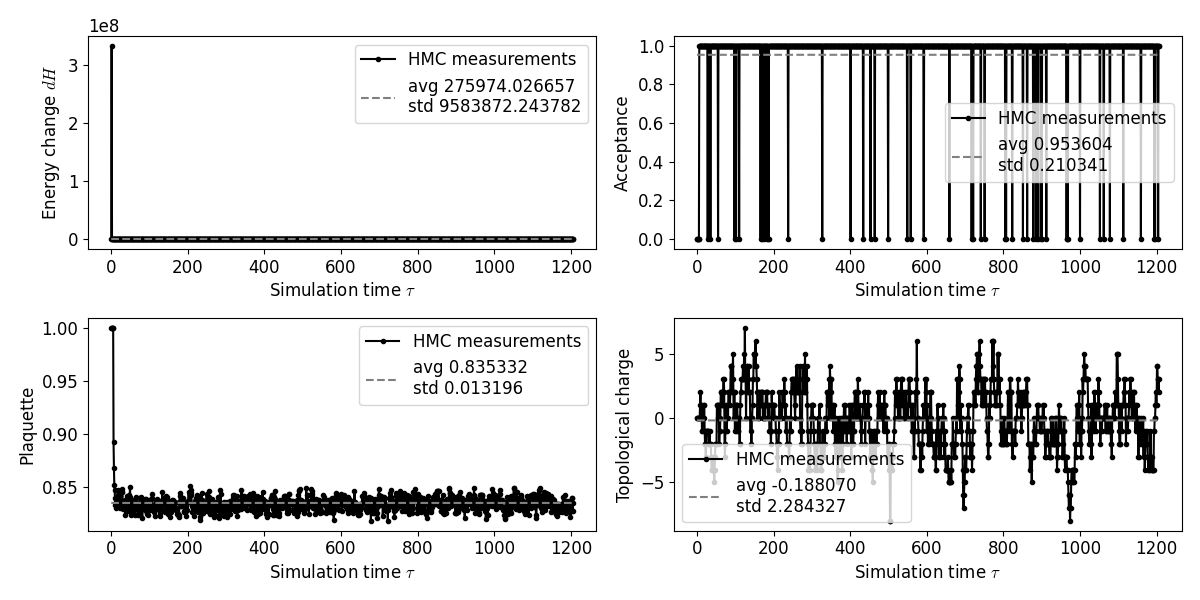 1e8
3
2
1
0
0 200 400 600 800 1000 1200
Energy change dH
Simulation time τ
HMC measurements
avg 275974.026657
std 9583872.243782
1.0
0.8
0.6
0.4
0.2
0.0
0 200 400 600 800 1000 1200
Acceptance
Simulation time τ
HMC measurements
avg 0.953604
std 0.210341
1.00
0.95
0.90
0.85
0 200 400 600 800 1000 1200
Plaquette
Simulation time τ
HMC measurements
avg 0.835332
std 0.013196
5
0
−5
0 200 400 600 800 1000 1200
Topological charge
Simulation time τ
HMC measurements
avg -0.188070
std 2.284327